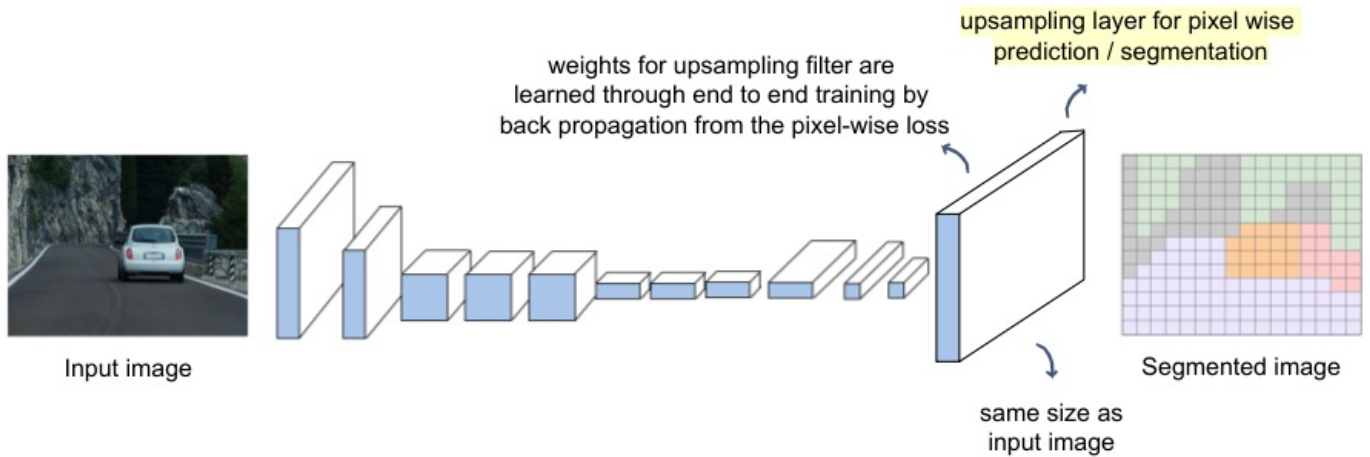 upsampling layer for pixel wise
prediction / segmentation
weights for upsampling filter are
learned through end to end training by
back propagation from the pixel-wise loss
Input image
Segmented image
same size as
input image